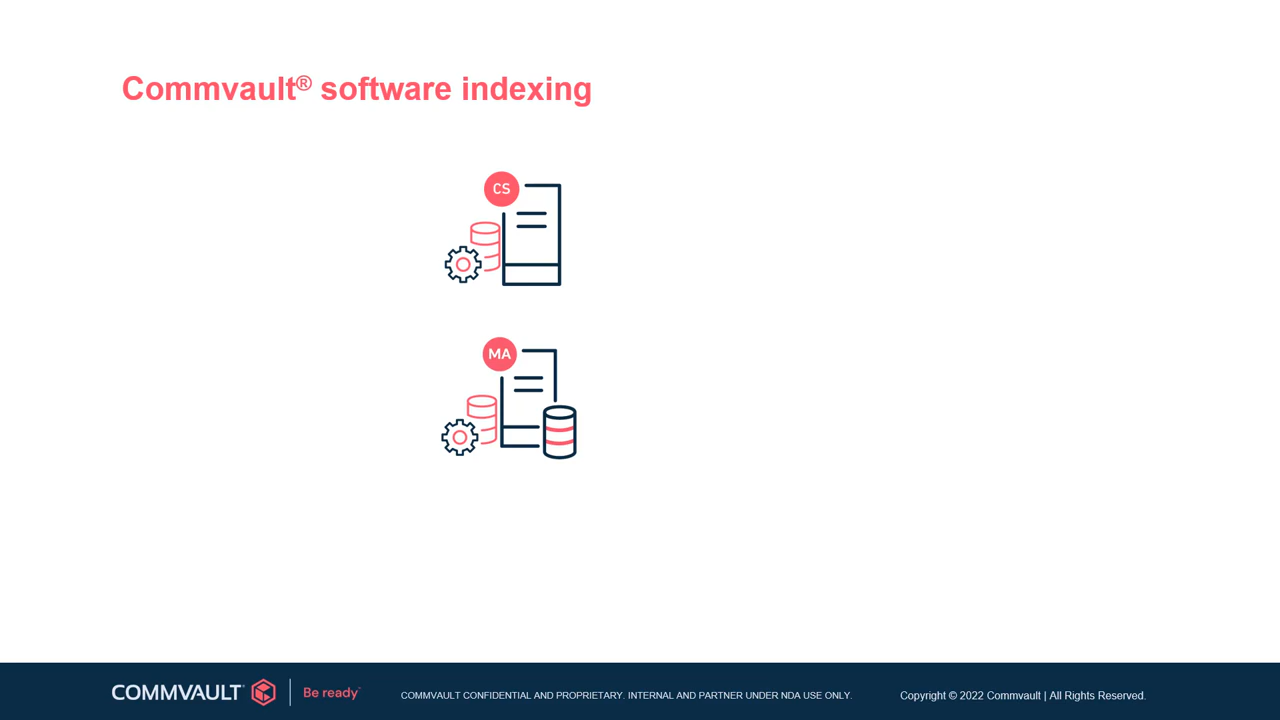 Commvault® software indexing
CS
MA
COMMVAULT Be ready
COMMVAULT CONFIDENTIAL AND PROPRIETARY. INTERNAL AND PARTNER UNDER NDA USE ONLY.
Copyright © 2022 Commvault | All Rights Reserved.